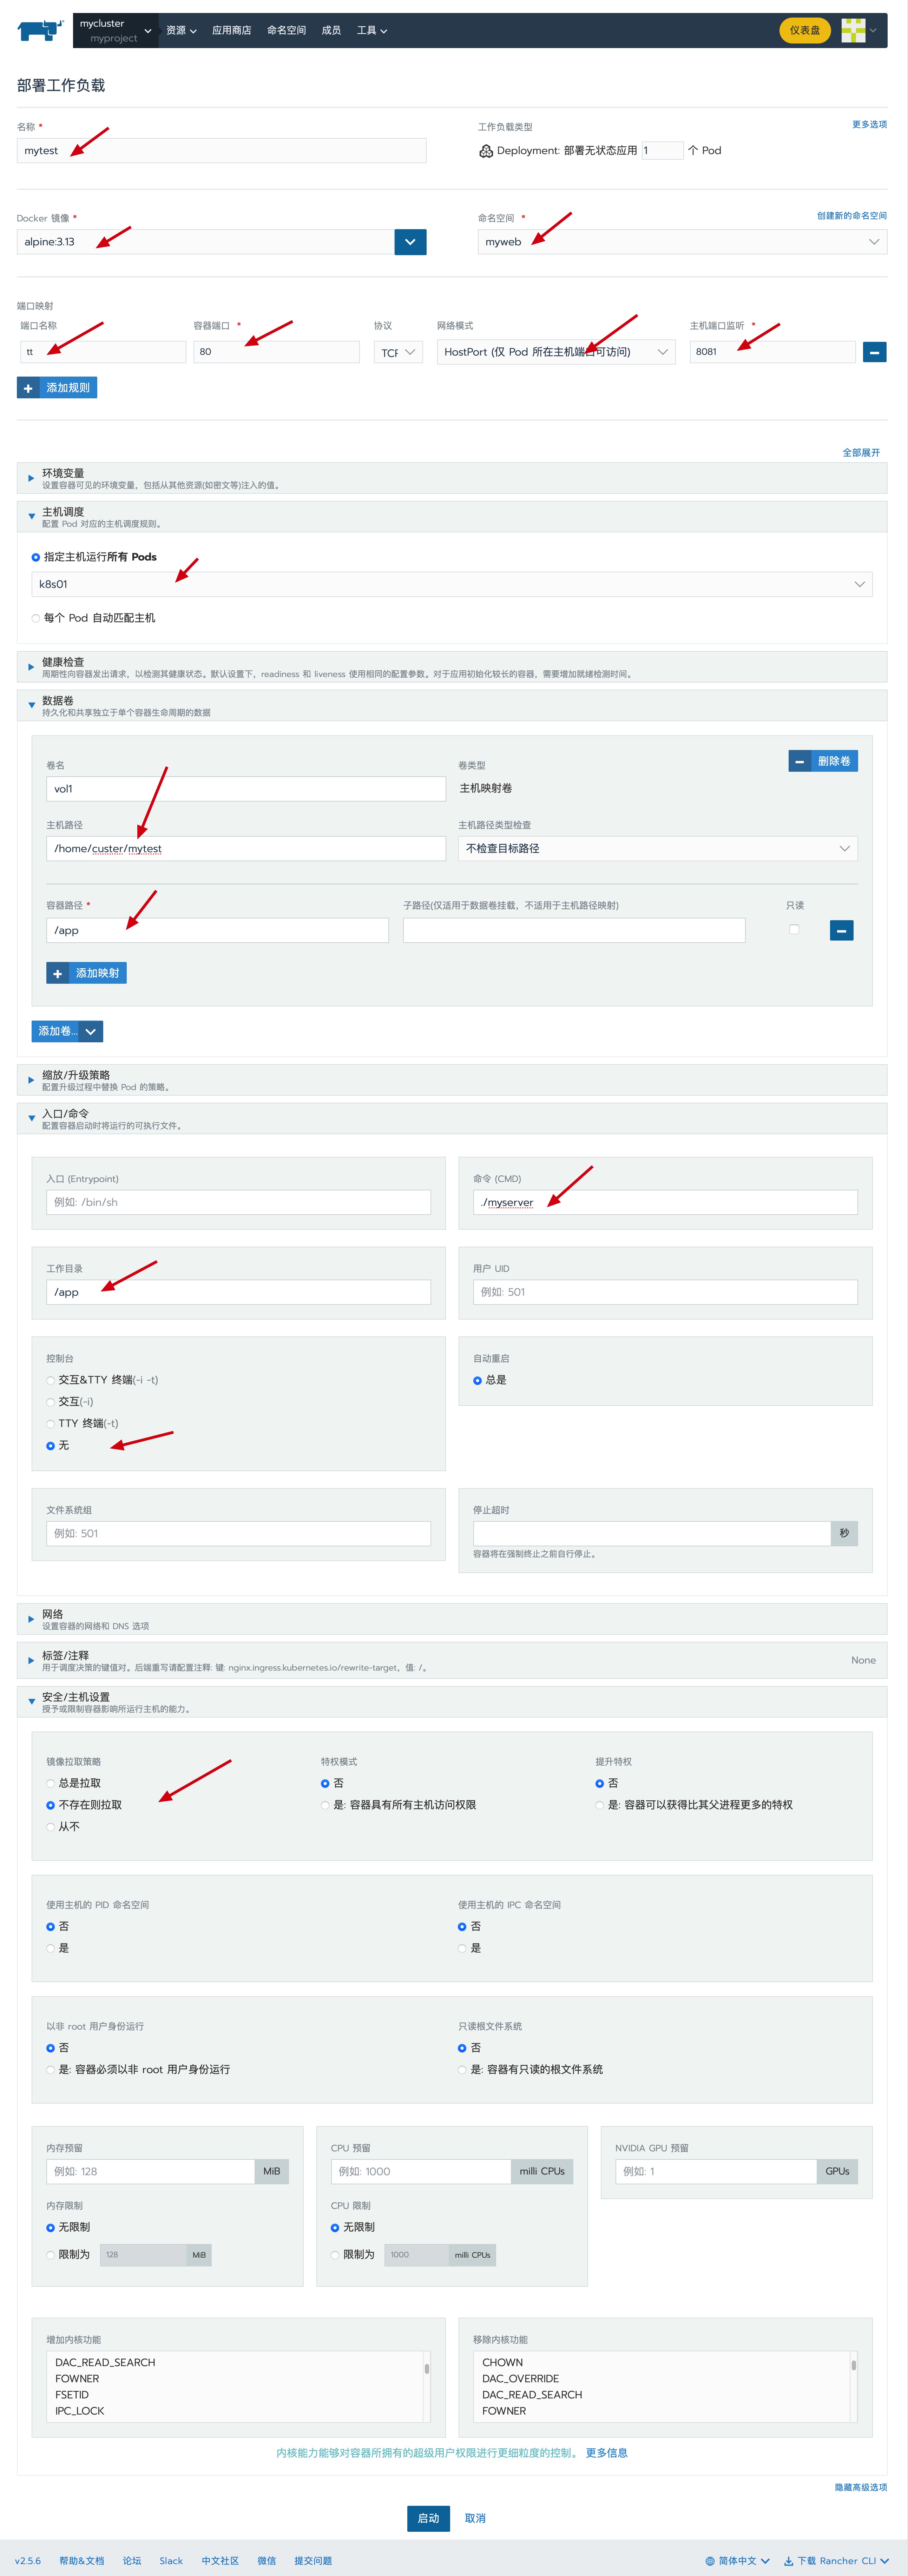 mycluster
myproject
资源 应用商店 命名空间 成员 工具 仪表盘
部署工作负载
名称 * 工作负载类型 更多选项
mytest Deployment: 部署无状态应用 1 个 Pod
Docker 镜像 * 命名空间 * 创建新的命名空间
alpine:3.13 myweb
端口映射
端口名称 容器端口 * 协议 网络模式 主机端口监听 *
tt 80 TCP HostPort (仅 Pod 所在主机端口可访问) 8081
添加规则
全部展开
环境变量
设置容器可见的环境变量，包括从其他资源(如密文等)注入的值。
主机调度
配置 Pod 对应的主机调度规则。
指定主机运行所有 Pods
k8s01
每个 Pod 自动匹配主机
健康检查
周期性向容器发出请求，以检测其健康状态。默认设置下，readiness 和 liveness 使用相同的配置参数。对于应用初始化较长的容器，需要增加就绪检测时间。
数据卷
持久化和共享独立于单个容器生命周期的数据
卷名 卷类型 删除卷
vol1 主机映射卷
主机路径 主机路径类型检查
/home/custer/mytest 不检查目标路径
容器路径 * 子路径(仅适用于数据卷挂载，不适用于主机路径映射) 只读
/app
添加映射
添加卷...
缩放/升级策略
配置升级过程中替换 Pod 的策略。
入口/命令
配置容器启动时将运行的可执行文件。
入口 (Entrypoint) 命令 (CMD)
例如: /bin/sh ./myserver
工作目录 用户 UID
/app 例如: 501
控制台 自动重启
交互&TTY 终端(-i -t) 总是
交互(-i)
TTY 终端(-t)
无
文件系统组 停止超时
例如: 501 秒
容器将在强制终止之前自行停止。
网络
设置容器的网络和 DNS 选项
标签/注释
用于调度决策的键值对。后端重写请配置注释: 键: nginx.ingress.kubernetes.io/rewrite-target，值: /。 None
安全/主机设置
授予或限制容器影响所运行主机的能力。
镜像拉取策略 特权模式 提升特权
总是拉取 否 否
不存在则拉取 是: 容器具有所有主机访问权限 是: 容器可以获得比其父进程更多的特权
从不
使用主机的 PID 命名空间 使用主机的 IPC 命名空间
否 否
是 是
以非 root 用户身份运行 只读根文件系统
否 否
是: 容器必须以非 root 用户身份运行 是: 容器有只读的根文件系统
内存预留 CPU 预留 NVIDIA GPU 预留
例如: 128 MiB 例如: 1000 milli CPUs 例如: 1 GPUs
内存限制 CPU 限制
无限制 无限制
限制为 128 MiB 限制为 1000 milli CPUs
增加内核功能 移除内核功能
DAC_READ_SEARCH CHOWN
FOWNER DAC_OVERRIDE
FSETID DAC_READ_SEARCH
IPC_LOCK FOWNER
内核能力能够对容器所拥有的超级用户权限进行更细粒度的控制。 更多信息
隐藏高级选项
启动 取消
v2.5.6 帮助&文档 论坛 Slack 中文社区 微信 提交问题 简体中文 下载 Rancher CLI